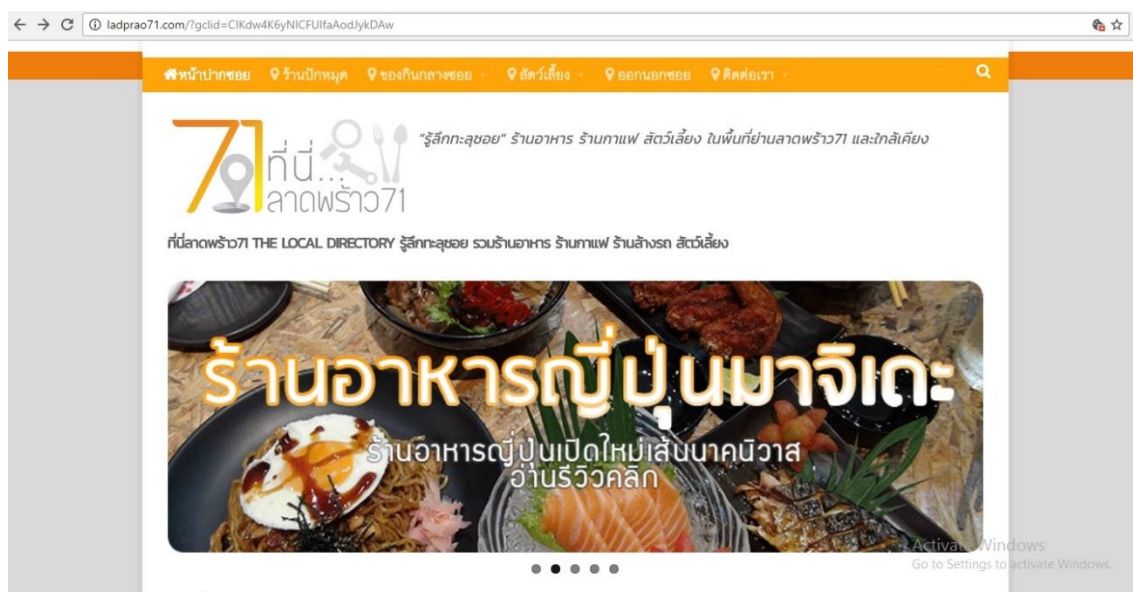 ladprao71.com/?gclid=CIKdw4K6yNICFUIfaAodJykDAw
หน้าปากซอย ร้านปักหมุด ของกินกลางซอย สัตว์เลี้ยง ออกนอกซอย ติดต่อเรา
71 ที่นี่...
ลาดพร้าว71
"รู้ลึกทะลุซอย" ร้านอาหาร ร้านกาแฟ สัตว์เลี้ยง ในพื้นที่ย่านลาดพร้าว71 และใกล้เคียง
ที่นี่ลาดพร้าว71 THE LOCAL DIRECTORY รู้ลึกทะลุซอย รวมร้านอาหาร ร้านกาแฟ ร้านล้างรถ สัตว์เลี้ยง
ร้านอาหารญี่ปุ่นมาจิเดะ
ร้านอาหารญี่ปุ่นเปิดใหม่เส้นนาคนิวาส
อ่านรีวิวคลิก
Activate Windows
Go to Settings to activate Windows.